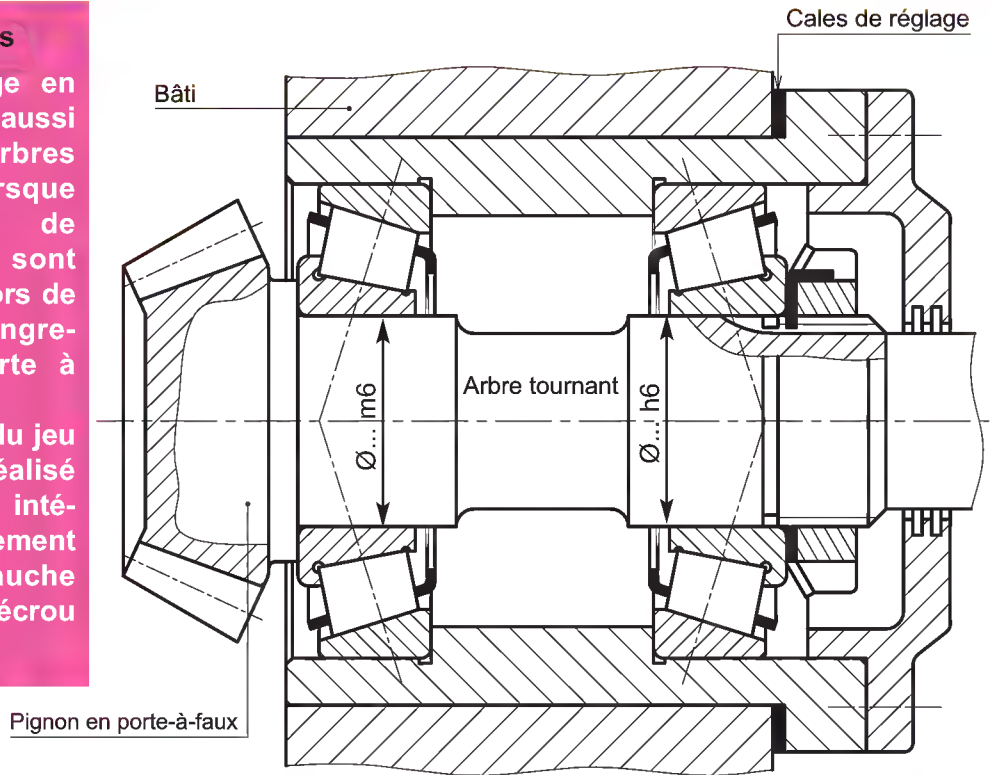 s
ge en
aussi
rbres
rsque
de
sont
ors de
ngre-
rte à
du jeu
éalisé
inté-
ement
auche
écrou
Cales de réglage
Bâti
Arbre tournant
Ø... m6
Ø... h6
Pignon en porte-à-faux